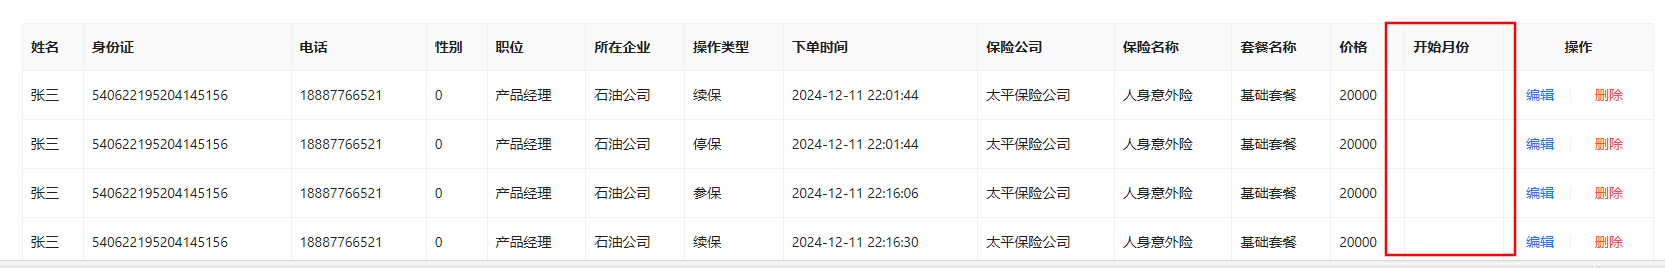 姓名 身份证 电话 性别 职位 所在企业 操作类型 下单时间 保险公司 保险名称 套餐名称 价格 开始月份 操作
张三 540622195204145156 18887766521 0 产品经理 石油公司 续保 2024-12-11 22:01:44 太平保险公司 人身意外险 基础套餐 20000 编辑 删除
张三 540622195204145156 18887766521 0 产品经理 石油公司 停保 2024-12-11 22:01:44 太平保险公司 人身意外险 基础套餐 20000 编辑 删除
张三 540622195204145156 18887766521 0 产品经理 石油公司 参保 2024-12-11 22:16:06 太平保险公司 人身意外险 基础套餐 20000 编辑 删除
张三 540622195204145156 18887766521 0 产品经理 石油公司 续保 2024-12-11 22:16:30 太平保险公司 人身意外险 基础套餐 20000 编辑 删除